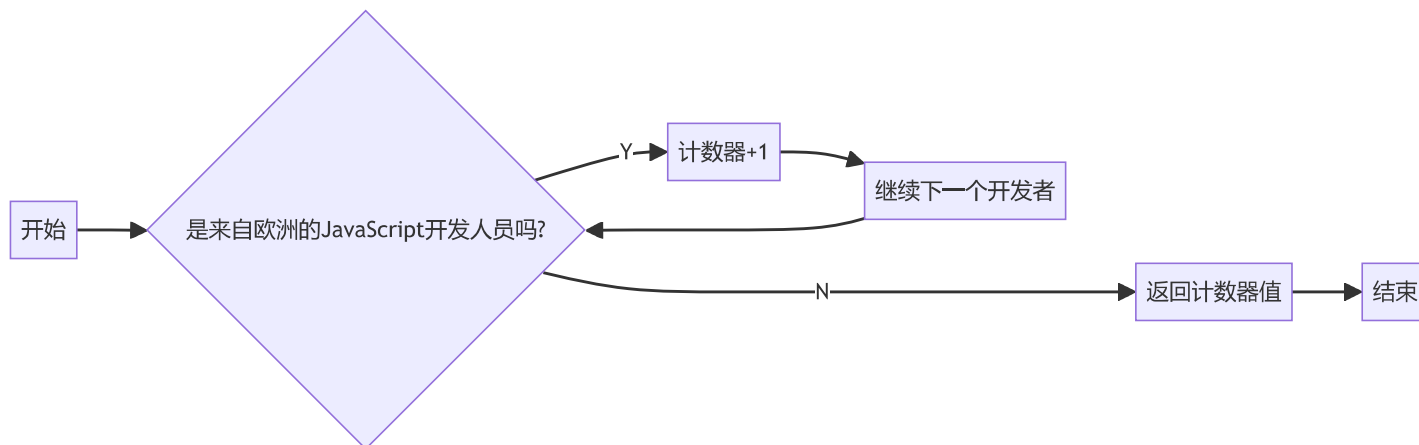 开始
是来自欧洲的JavaScript开发人员吗?
Y
计数器+1
继续下一个开发者
N
返回计数器值
结束